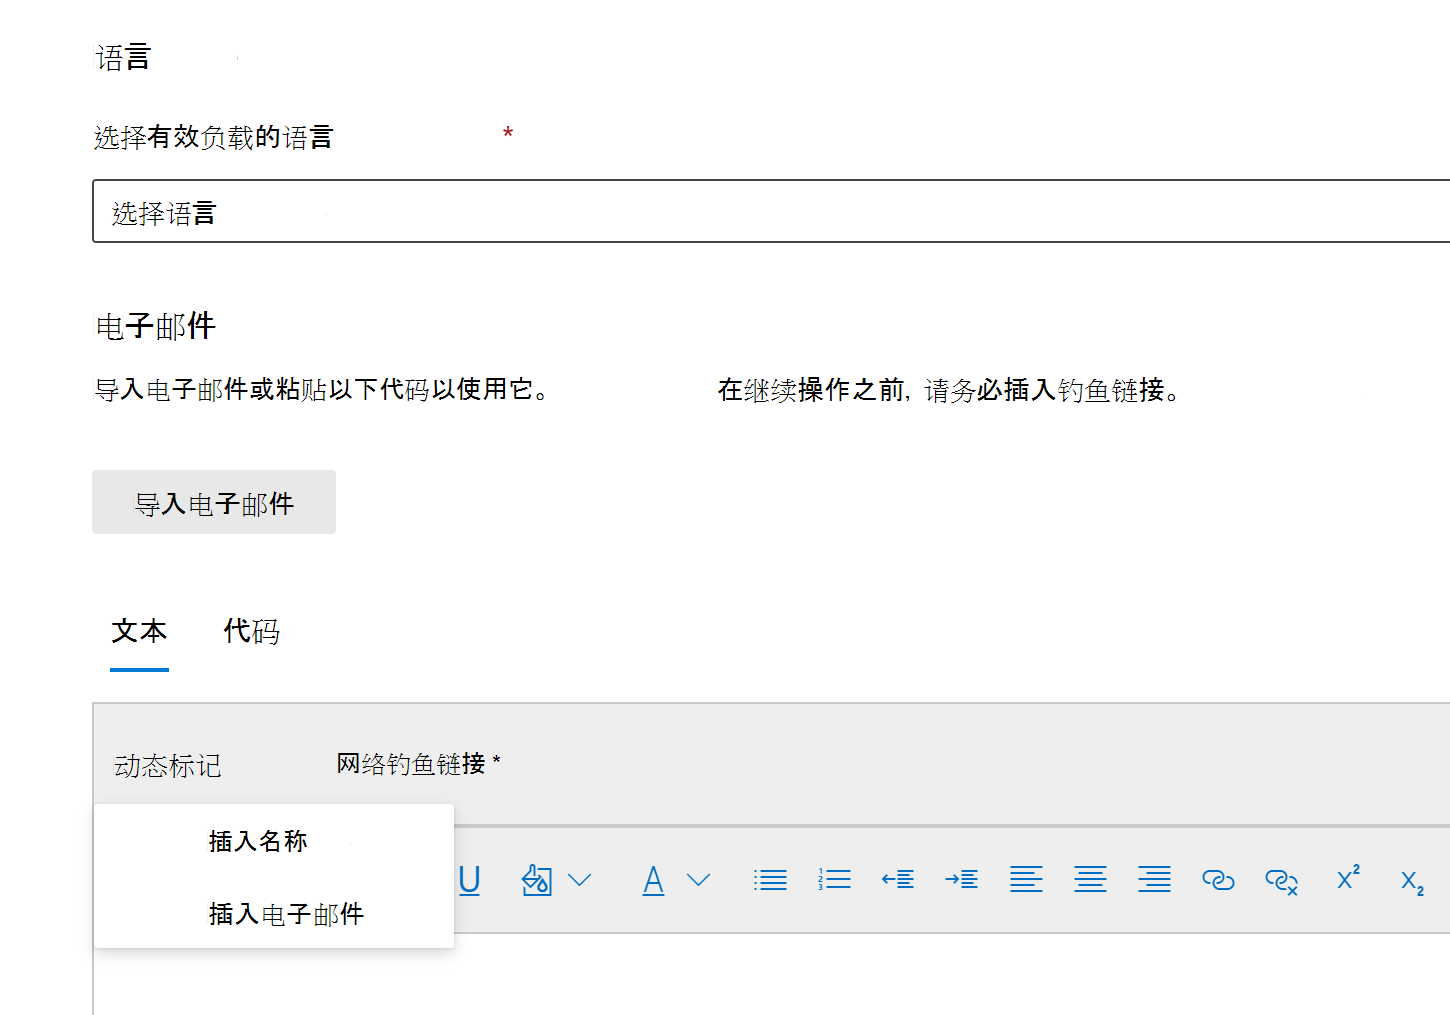 语言
选择有效负载的语言 *
选择语言
电子邮件
导入电子邮件或粘贴以下代码以使用它。 在继续操作之前, 请务必插入钓鱼链接。
导入电子邮件
文本 代码
动态标记 网络钓鱼链接 *
插入名称
插入电子邮件